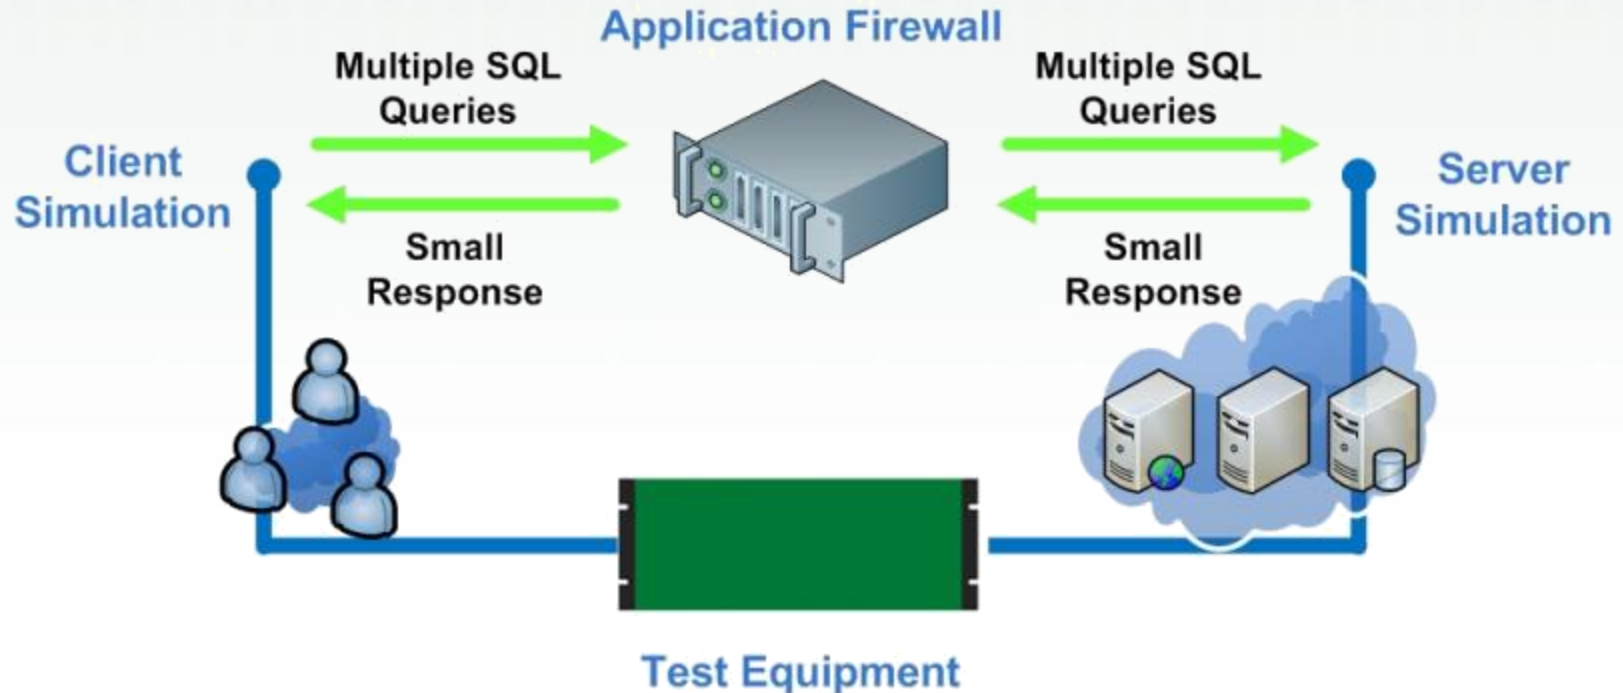 Application Firewall
Multiple SQL
Queries
Multiple SQL
Queries
Client
Simulation
Server
Simulation
Small
Response
Small
Response
Test Equipment